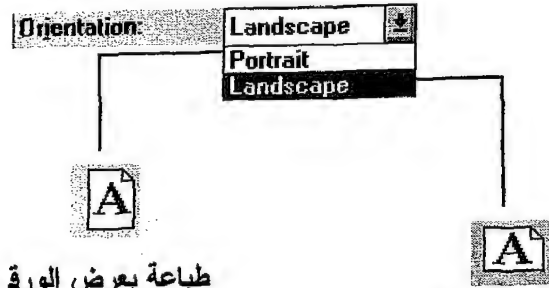 Orientation: Landscape
Portrait
Landscape
A
A
طباعة بعرض الورق